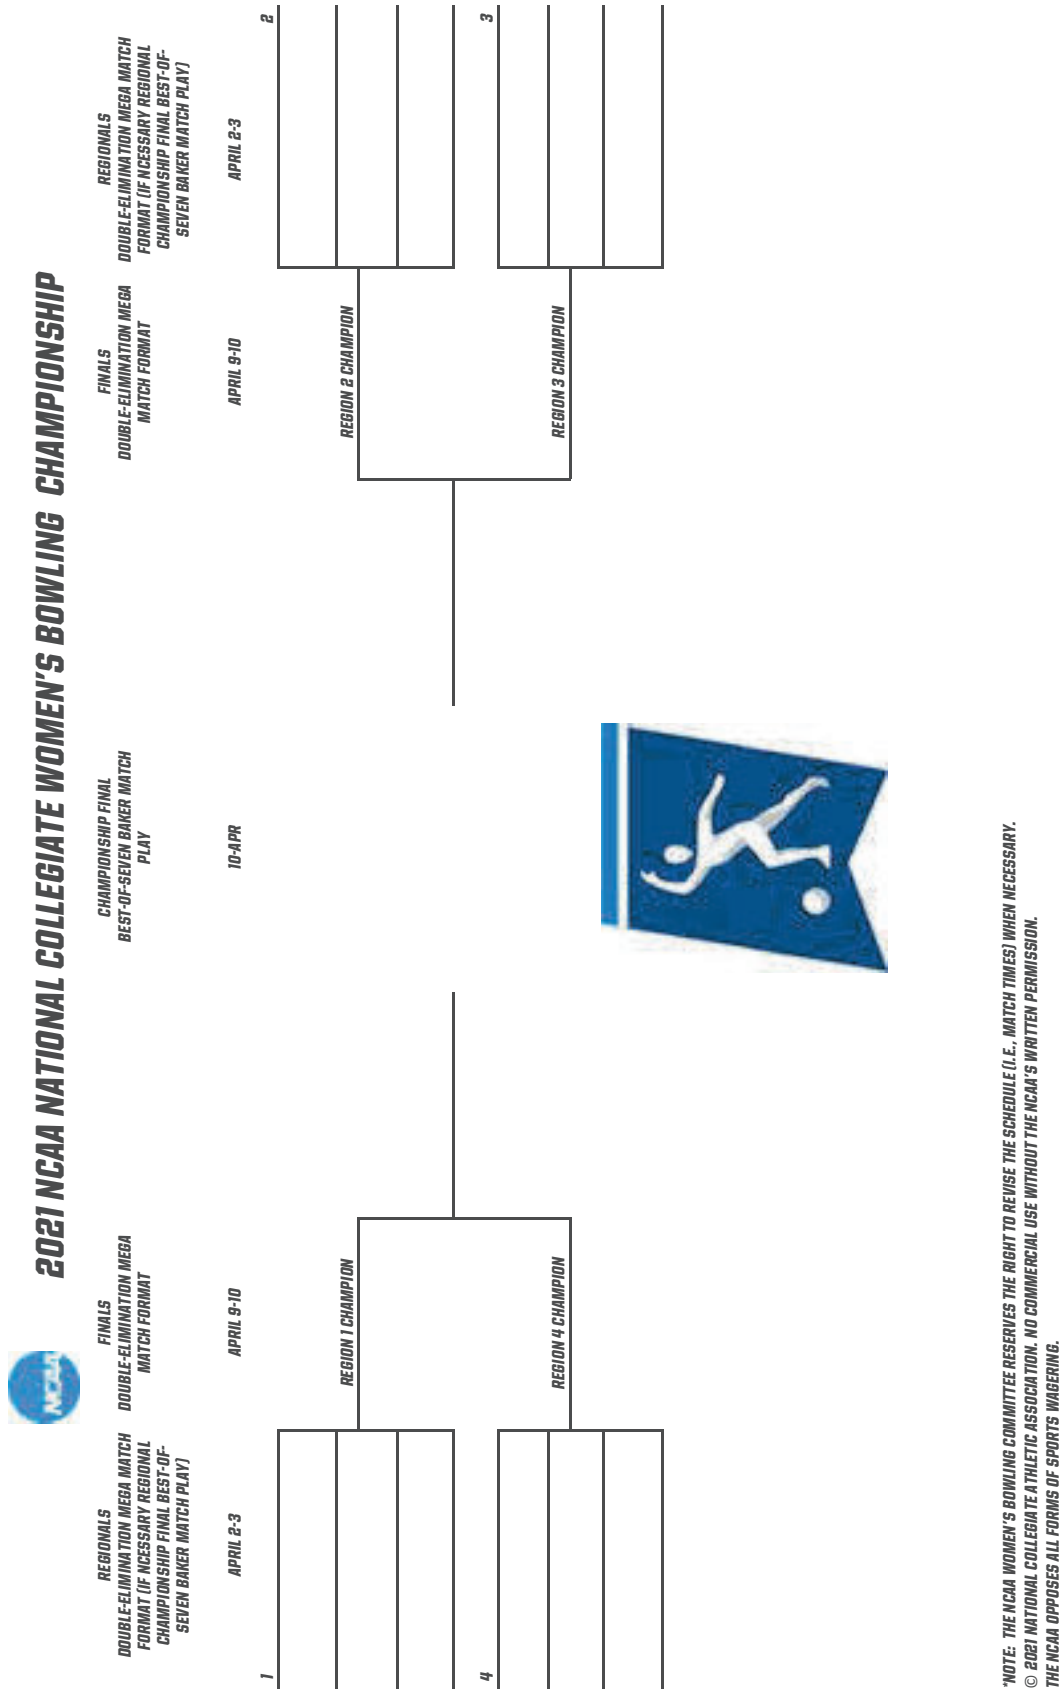 2021 NCAA NATIONAL COLLEGIATE WOMEN'S BOWLING CHAMPIONSHIP
NCAA
REGIONALS
DOUBLE-ELIMINATION MEGA MATCH
FORMAT (IF NCESSARY REGIONAL
CHAMPIONSHIP FINAL BEST-OF-
SEVEN BAKER MATCH PLAY)
APRIL 2-3
FINALS
DOUBLE-ELIMINATION MEGA
MATCH FORMAT
APRIL 9-10
CHAMPIONSHIP FINAL
BEST-OF-SEVEN BAKER MATCH
PLAY
10-APR
FINALS
DOUBLE-ELIMINATION MEGA
MATCH FORMAT
APRIL 9-10
REGIONALS
DOUBLE-ELIMINATION MEGA MATCH
FORMAT (IF NCESSARY REGIONAL
CHAMPIONSHIP FINAL BEST-OF-
SEVEN BAKER MATCH PLAY)
APRIL 2-3
1
2
REGION 1 CHAMPION
REGION 2 CHAMPION
4
3
REGION 4 CHAMPION
REGION 3 CHAMPION
*NOTE: THE NCAA WOMEN'S BOWLING COMMITTEE RESERVES THE RIGHT TO REVISE THE SCHEDULE (I.E., MATCH TIMES) WHEN NECESSARY.
© 2021 NATIONAL COLLEGIATE ATHLETIC ASSOCIATION. NO COMMERCIAL USE WITHOUT THE NCAA'S WRITTEN PERMISSION.
THE NCAA OPPOSES ALL FORMS OF SPORTS WAGERING.